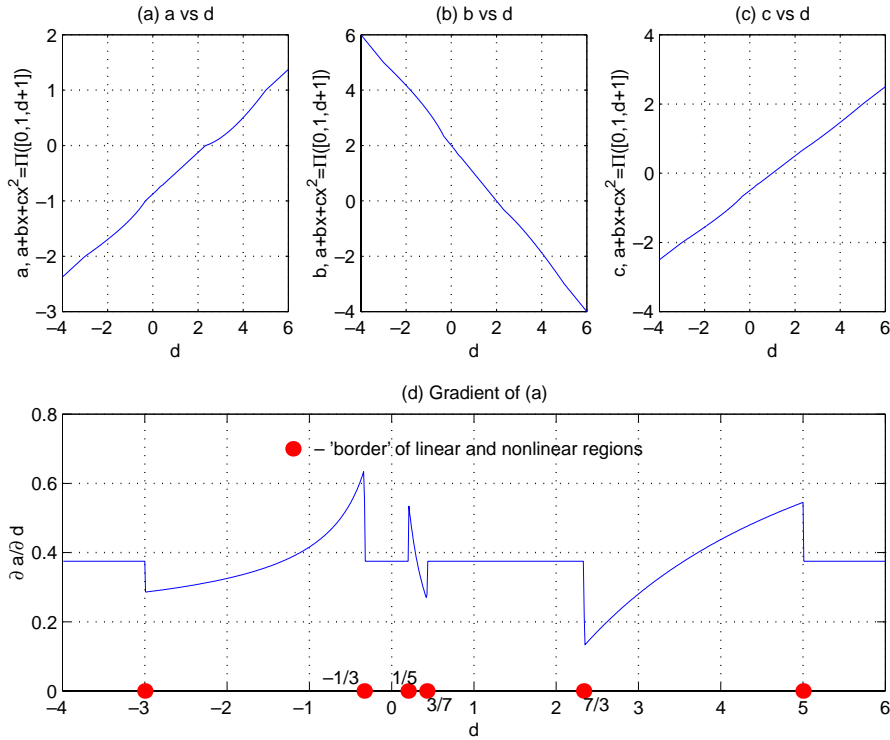 (a) a vs d
(b) b vs d
(c) c vs d
a, a+bx+cx²=Π([0,1,d+1])
2
1
0
−1
−2
−3
−4 −2 0 2 4 6
d
b, a+bx+cx²=Π([0,1,d+1])
6
4
2
0
−2
−4
−4 −2 0 2 4 6
d
c, a+bx+cx²=Π([0,1,d+1])
4
2
0
−2
−4
−4 −2 0 2 4 6
d
(d) Gradient of (a)
∂ a/∂ d
0.8
0.6
0.4
0.2
0
– 'border' of linear and nonlinear regions
−1/3
1/5
3/7
7/3
−4 −3 −2 −1 0 1 2 3 4 5 6
d